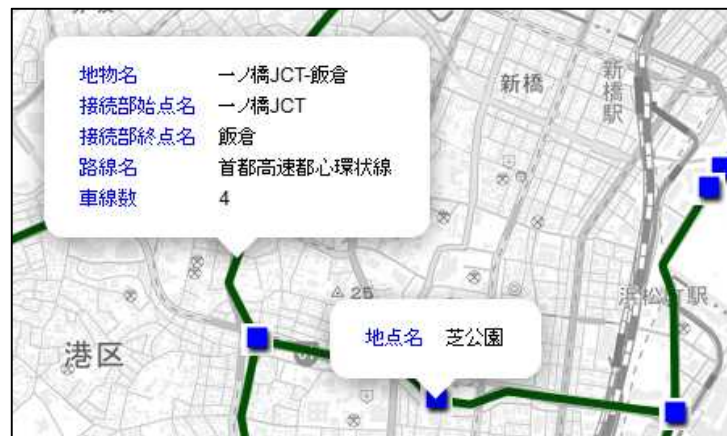 地物名 一ノ橋JCT-飯倉
接続部始点名 一ノ橋JCT
接続部終点名 飯倉
路線名 首都高速都心環状線
車線数 4
新橋
新橋駅
浜松町駅
25
地点名 芝公園
港区